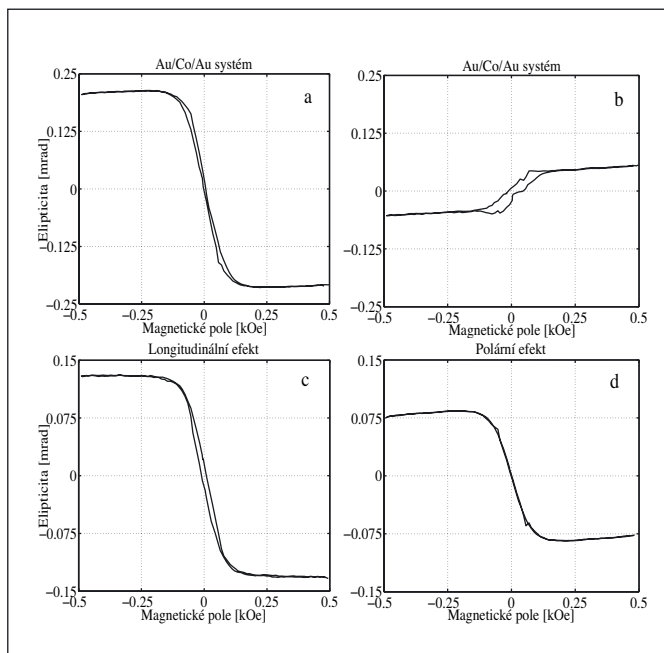 Au/Co/Au systém
Au/Co/Au systém
a
b
Elipticita [mrad]
0.25
0.125
0
−0.125
−0.25
0.25
0.125
0
−0.125
−0.25
−0.5 −0.25 0 0.25 0.5
−0.5 −0.25 0 0.25 0.5
Magnetické pole [kOe]
Magnetické pole [kOe]
Longitudinální efekt
Polární efekt
c
d
Elipticita [mrad]
0.15
0.075
0
−0.075
−0.15
0.15
0.075
0
−0.075
−0.15
−0.5 −0.25 0 0.25 0.5
−0.5 −0.25 0 0.25 0.5
Magnetické pole [kOe]
Magnetické pole [kOe]